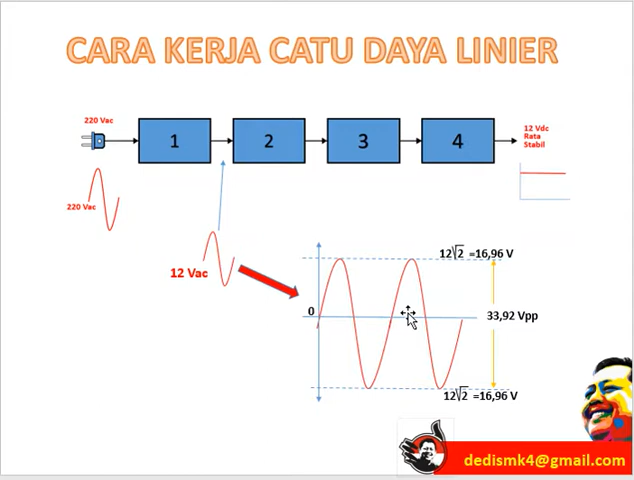 CARA KERJA CATU DAYA LINIER
220 Vac
1
2
3
4
12 Vdc
Rata
Stabil
220 Vac
12 Vac
12√2 =16,96 V
0
33,92 Vpp
12√2 =16,96 V
dedismk4@gmail.com